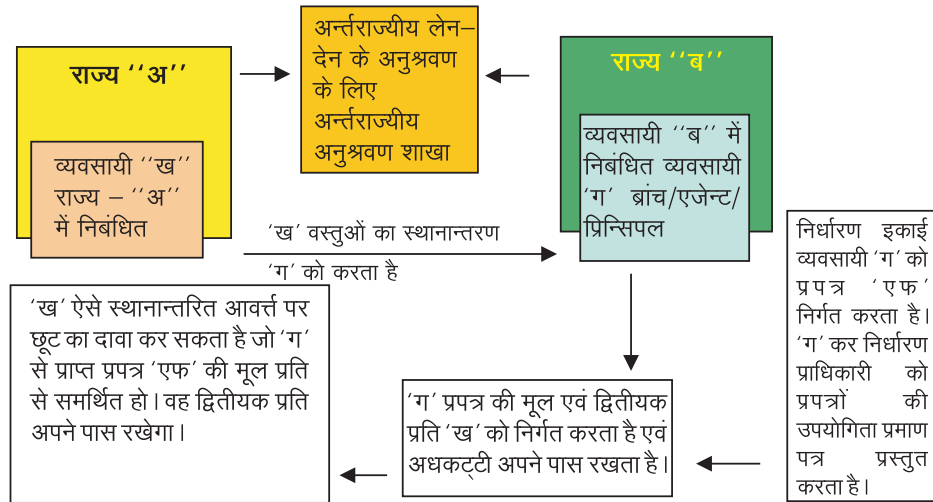 राज्य ‘‘अ’’
व्यवसायी ‘‘ख’’
राज्य – ‘‘अ’’
में निबंधित
अर्न्तराज्यीय लेन–
देन के अनुश्रवण
के लिए
अर्न्तराज्यीय
अनुश्रवण शाखा
राज्य ‘‘ब’’
व्यवसायी ‘‘ब’’ में
निबंधित व्यवसायी
‘ग’ ब्रांच/एजेन्ट/
प्रिन्सिपल
‘ख’ वस्तुओं का स्थानान्तरण
‘ग’ को करता है
निर्धारण इकाई
व्यवसायी ‘ग’ को
प्रपत्र ‘एफ’
निर्गत करता है।
‘ग’ कर निर्धारण
प्राधिकारी को
प्रपत्रों की
उपयोगिता प्रमाण
पत्र प्रस्तुत
करता है।
‘ग’ प्रपत्र की मूल एवं द्वितीयक
प्रति ‘ख’ को निर्गत करता है एवं
अधकट्टी अपने पास रखता है।
‘ख’ ऐसे स्थानान्तरित आवर्त्त पर
छूट का दावा कर सकता है जो ‘ग’
से प्राप्त प्रपत्र ‘एफ’ की मूल प्रति
से समर्थित हो। वह द्वितीयक प्रति
अपने पास रखेगा।